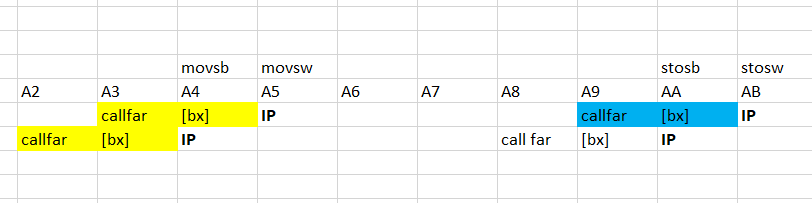 movsb movsw stosb stosw
A2 A3 A4 A5 A6 A7 A8 A9 AA AB
callfar [bx] IP callfar [bx] IP
callfar [bx] IP call far [bx] IP